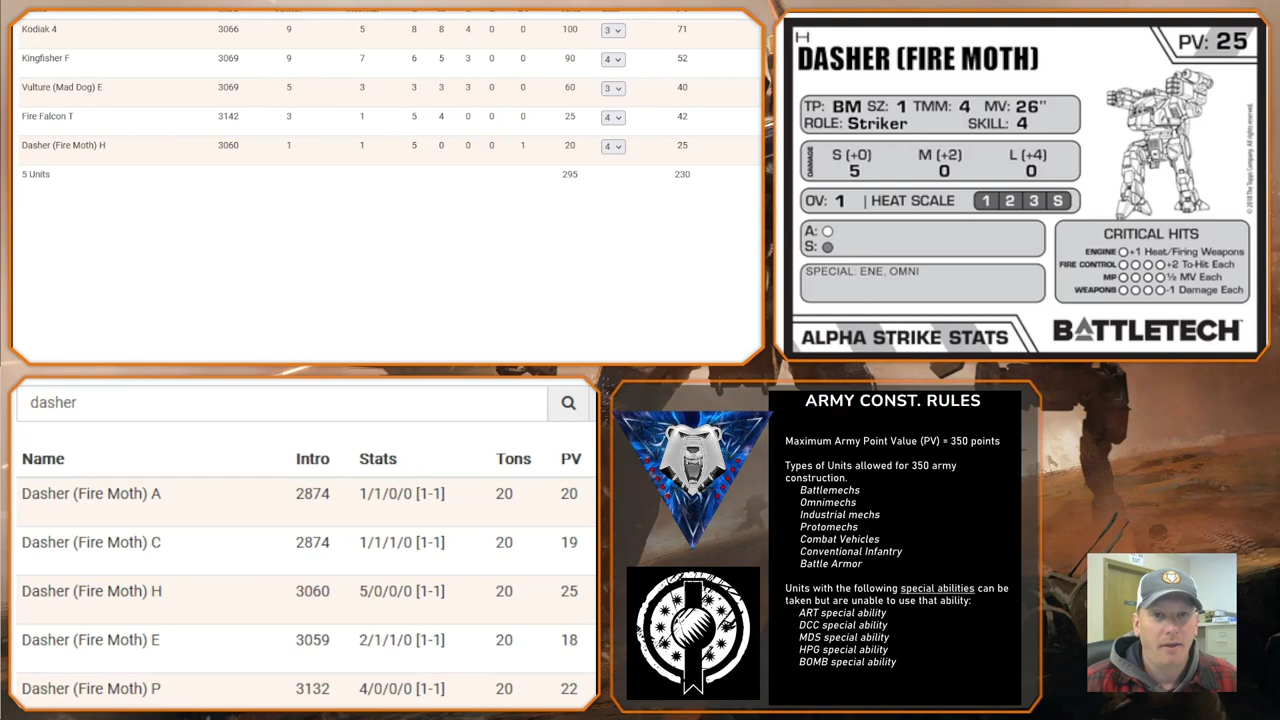 Kodiak 4 3066 9 5 8 8 4 0 0 100 3 71
Kingfisher F 3069 9 7 6 5 3 0 0 90 4 52
Vulture (Mad Dog) E 3069 5 3 3 3 3 0 0 60 3 40
Fire Falcon T 3142 3 1 5 4 0 0 0 25 4 42
Dasher (Fire Moth) H 3060 1 1 5 0 0 0 1 20 4 25
5 Units 295 230
H
DASHER (FIRE MOTH)
PV: 25
TP: BM SZ: 1 TMM: 4 MV: 26"
ROLE: Striker SKILL: 4
DAMAGE
S (+0) M (+2) L (+4)
5 0 0
OV: 1 | HEAT SCALE 1 2 3 S
A:
S:
SPECIAL: ENE, OMNI
CRITICAL HITS
ENGINE +1 Heat/Firing Weapons
FIRE CONTROL +2 To-Hit Each
MP ½ MV Each
WEAPONS -1 Damage Each
© 2018 The Topps Company. All rights reserved.
ALPHA STRIKE STATS
BATTLETECH
dasher
Name Intro Stats Tons PV
Dasher (Fire Moth) A 2874 1/1/0/0 [1-1] 20 20
Dasher (Fire Moth) C 2874 1/1/1/0 [1-1] 20 19
Dasher (Fire Moth) H 3060 5/0/0/0 [1-1] 20 25
Dasher (Fire Moth) E 3059 2/1/1/0 [1-1] 20 18
Dasher (Fire Moth) P 3132 4/0/0/0 [1-1] 20 22
ARMY CONST. RULES
Maximum Army Point Value (PV) = 350 points
Types of Units allowed for 350 army
construction.
Battlemechs
Omnimechs
Industrial mechs
Protomechs
Combat Vehicles
Conventional Infantry
Battle Armor
Units with the following special abilities can be
taken but are unable to use that ability:
ART special ability
DCC special ability
MDS special ability
HPG special ability
BOMB special ability
EXIT